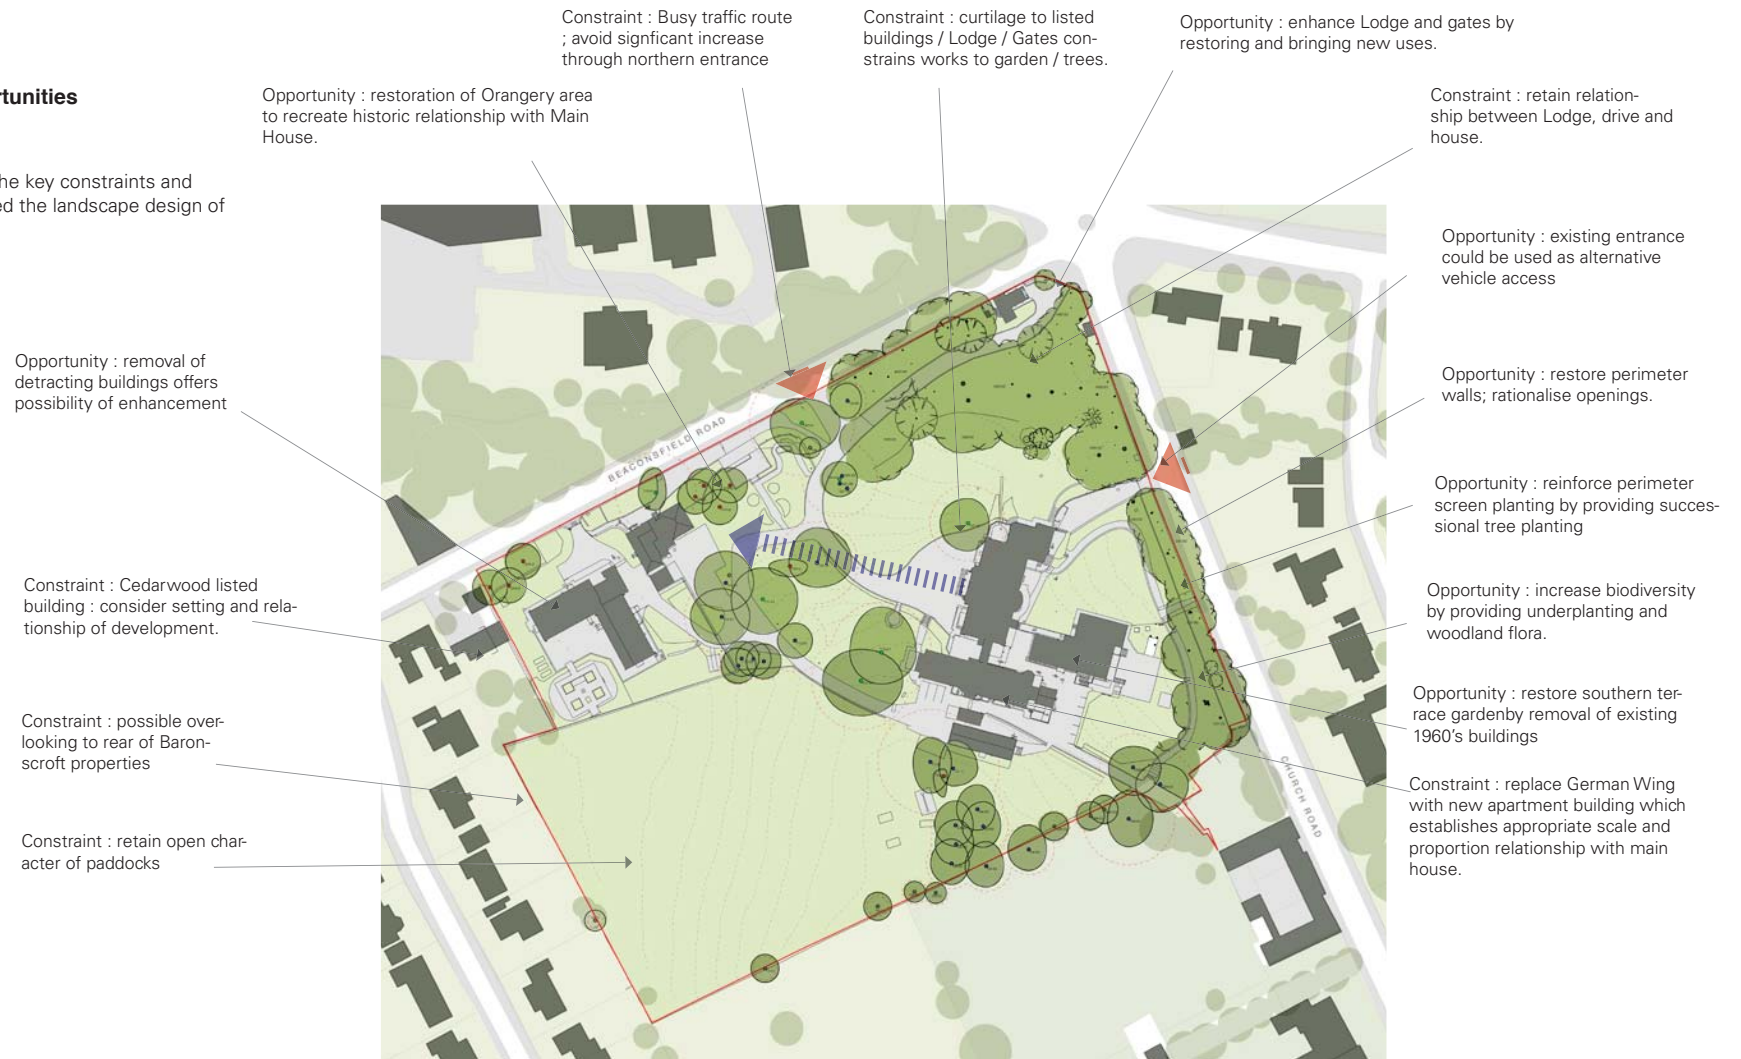 rtunities
he key constraints and
ed the landscape design of
Opportunity : restoration of Orangery area
to recreate historic relationship with Main
House.
Constraint : Busy traffic route
; avoid signficant increase
through northern entrance
Constraint : curtilage to listed
buildings / Lodge / Gates con-
strains works to garden / trees.
Opportunity : enhance Lodge and gates by
restoring and bringing new uses.
Constraint : retain relation-
ship between Lodge, drive and
house.
Opportunity : existing entrance
could be used as alternative
vehicle access
Opportunity : restore perimeter
walls; rationalise openings.
Opportunity : reinforce perimeter
screen planting by providing succes-
sional tree planting
Opportunity : increase biodiversity
by providing underplanting and
woodland flora.
Opportunity : restore southern ter-
race gardenby removal of existing
1960's buildings
Constraint : replace German Wing
with new apartment building which
establishes appropriate scale and
proportion relationship with main
house.
Opportunity : removal of
detracting buildings offers
possibility of enhancement
Constraint : Cedarwood listed
building : consider setting and rela-
tionship of development.
Constraint : possible over-
looking to rear of Baron-
scroft properties
Constraint : retain open char-
acter of paddocks
BEACONSFIELD ROAD
CHURCH ROAD